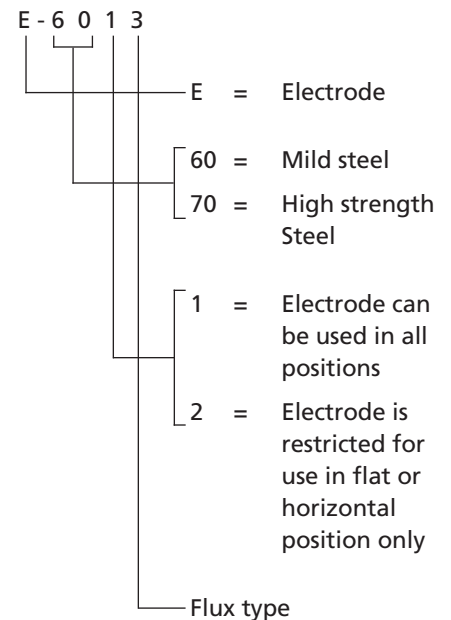 E - 6 0 1 3
E = Electrode
60 = Mild steel
70 = High strength
Steel
1 = Electrode can
be used in all
positions
2 = Electrode is
restricted for
use in flat or
horizontal
position only
Flux type